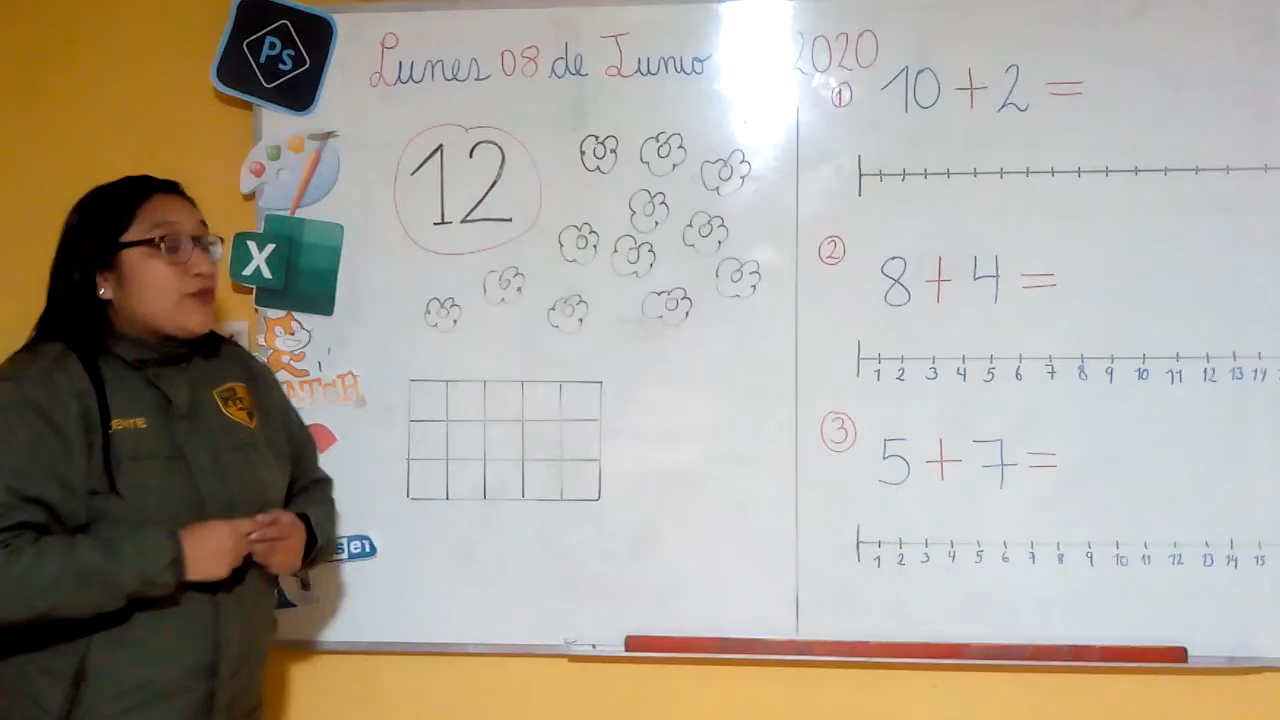 Lunes 08 de Junio 2020
12
① 10 + 2 =
② 8 + 4 =
1 2 3 4 5 6 7 8 9 10 11 12 13 14
③ 5 + 7 =
1 2 3 4 5 6 7 8 9 10 11 12 13 14 15
Ps
X